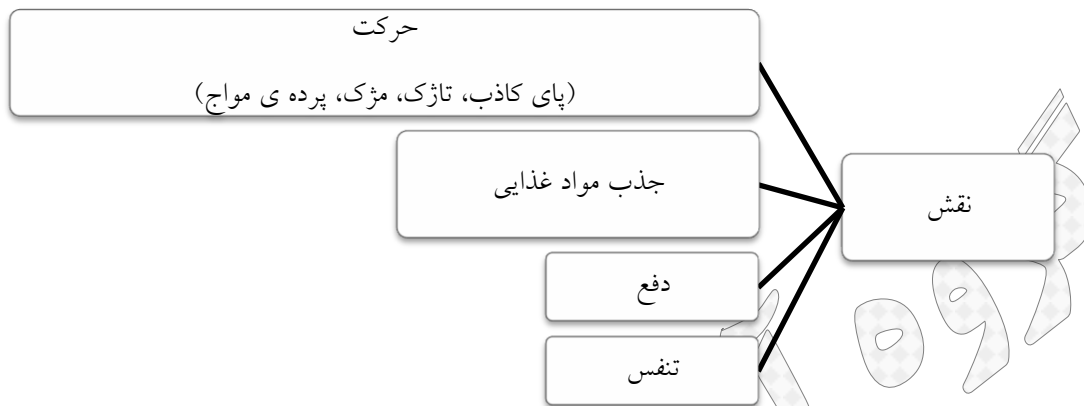 نقش
حرکت
(پای کاذب، تاژک، مژک، پرده ی مواج)
جذب مواد غذایی
دفع
تنفس